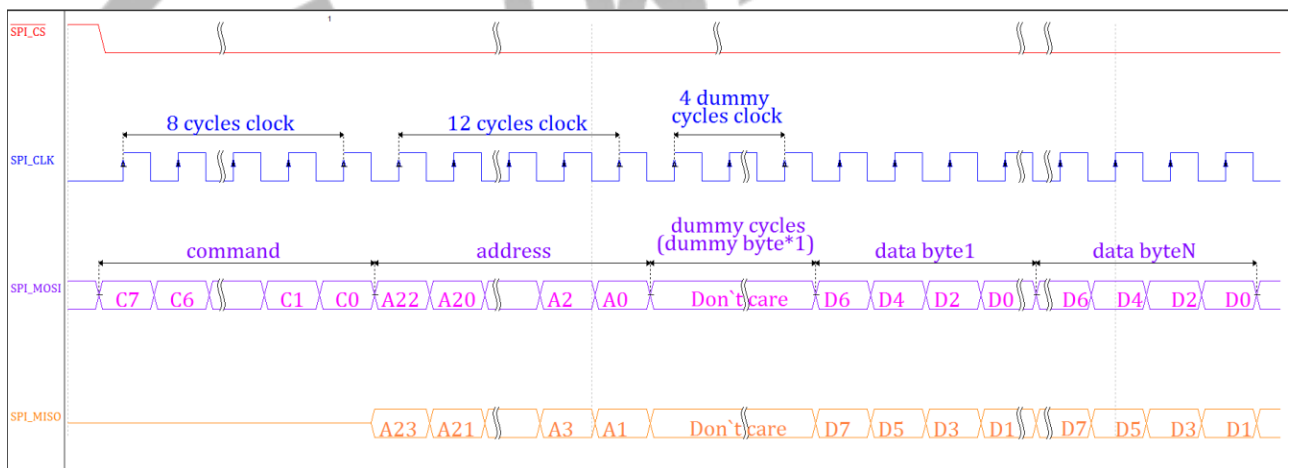 1
SPI_CS
4 dummy
cycles clock
8 cycles clock
12 cycles clock
SPI_CLK
dummy cycles
(dummy byte*1)
command
address
data byte1
data byteN
SPI_MOSI
C7 C6 C1 C0 A22 A20 A2 A0 Don`t care D6 D4 D2 D0 D6 D4 D2 D0
SPI_MISO
A23 A21 A3 A1 Don`t care D7 D5 D3 D1 D7 D5 D3 D1